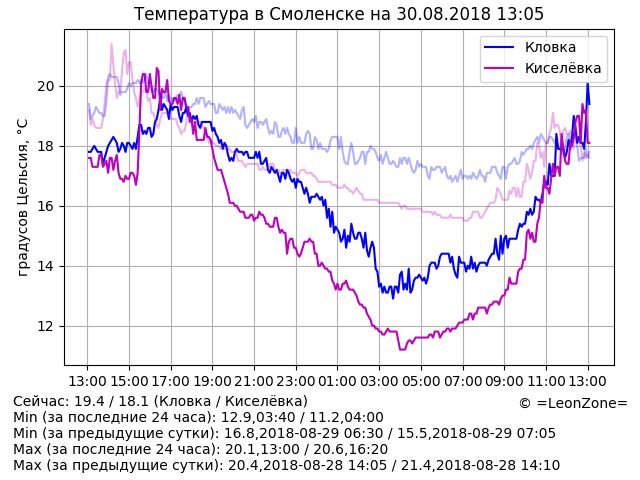 Температура в Смоленске на 30.08.2018 13:05
Кловка
Киселёвка
градусов Цельсия, °C
20
18
16
14
12
13:00 15:00 17:00 19:00 21:00 23:00 01:00 03:00 05:00 07:00 09:00 11:00 13:00
Сейчас: 19.4 / 18.1 (Кловка / Киселёвка)
© =LeonZone=
Min (за последние 24 часа): 12.9,03:40 / 11.2,04:00
Min (за предыдущие сутки): 16.8,2018-08-29 06:30 / 15.5,2018-08-29 07:05
Max (за последние 24 часа): 20.1,13:00 / 20.6,16:20
Max (за предыдущие сутки): 20.4,2018-08-28 14:05 / 21.4,2018-08-28 14:10